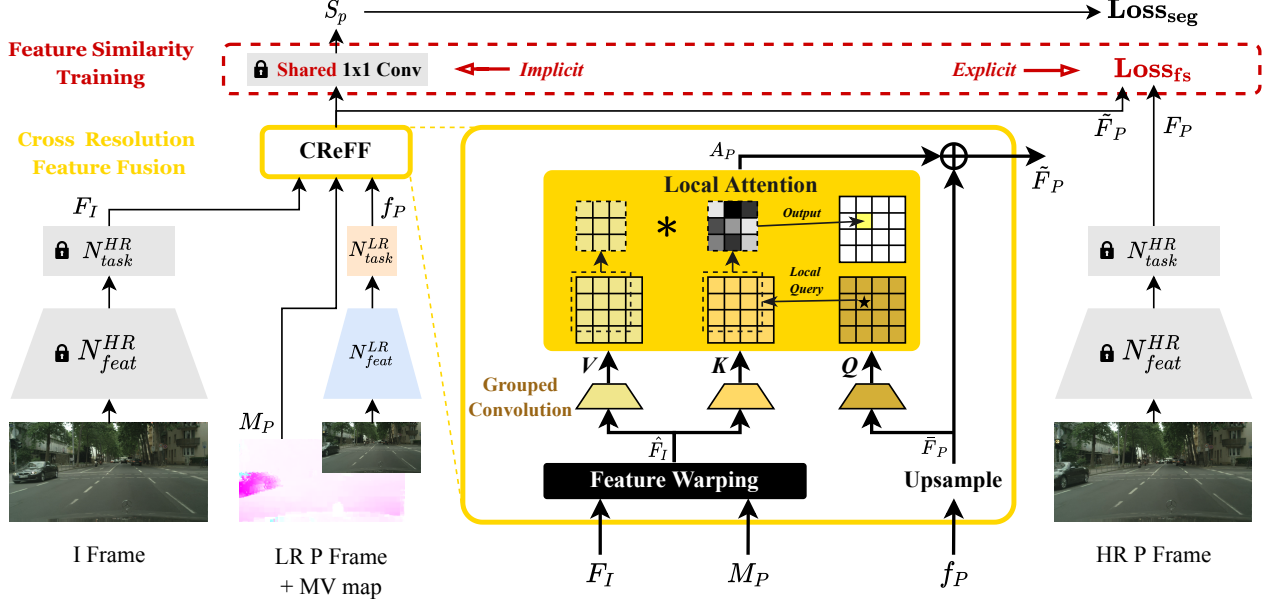 S_p
Loss_seg
Feature Similarity
Training
Shared 1x1 Conv
Implicit
Explicit
Loss_fs
Cross Resolution
Feature Fusion
CReFF
F̃_P
F_P
F_I
f_P
A_P
F̃_P
Local Attention
*
Output
N^HR_task
N^LR_task
Local
Query
N^HR_task
N^HR_feat
N^LR_feat
N^HR_feat
V
K
Q
Grouped
Convolution
M_P
F̂_I
F̄_P
Feature Warping
Upsample
I Frame
LR P Frame
+ MV map
F_I
M_P
f_P
HR P Frame